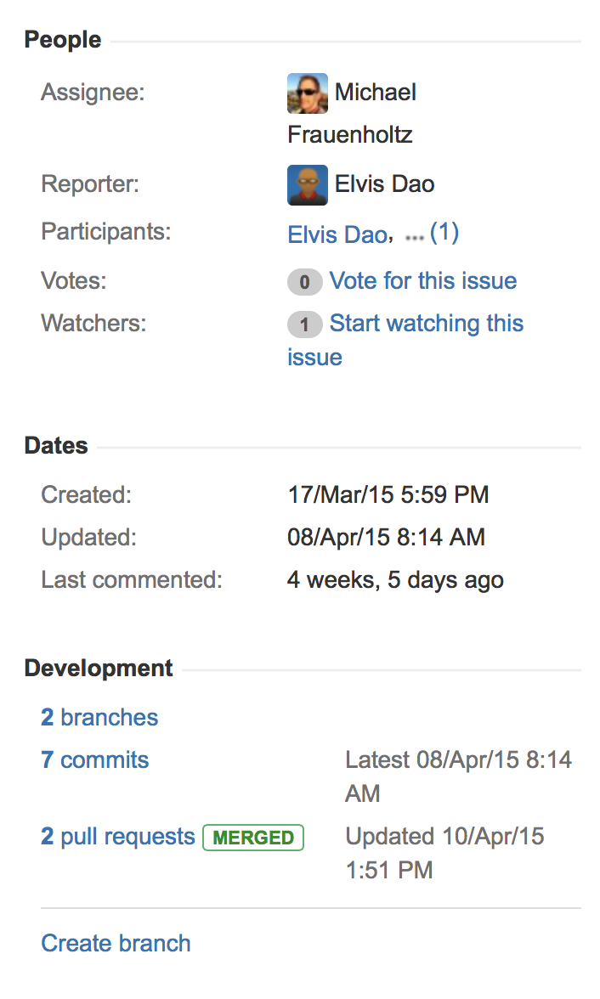 People
Assignee: Michael
Frauenholtz
Reporter: Elvis Dao
Participants: Elvis Dao, ... (1)
Votes: 0 Vote for this issue
Watchers: 1 Start watching this
issue
Dates
Created: 17/Mar/15 5:59 PM
Updated: 08/Apr/15 8:14 AM
Last commented: 4 weeks, 5 days ago
Development
2 branches
7 commits Latest 08/Apr/15 8:14
AM
2 pull requests MERGED Updated 10/Apr/15
1:51 PM
Create branch